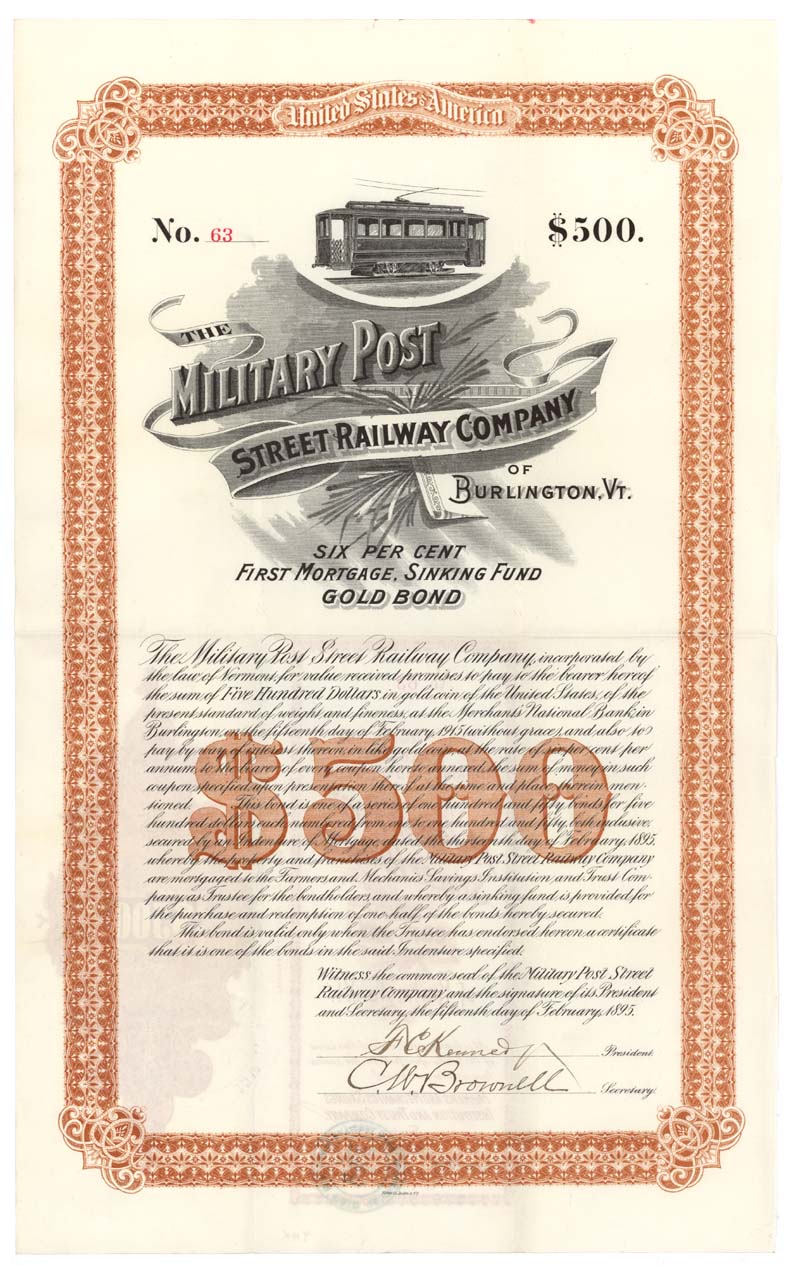 United States of America
No. 63
$500.
THE
MILITARY POST
STREET RAILWAY COMPANY
OF
BURLINGTON, VT.
SIX PER CENT
FIRST MORTGAGE, SINKING FUND
GOLD BOND
The Military Post Street Railway Company, incorporated by
the law of Vermont, for value received promises to pay to the bearer hereof
the sum of Five Hundred Dollars in gold coin of the United States, of the
present standard of weight and fineness, at the Merchants National Bank, in
Burlington, on the fifteenth day of February, 1915 (without grace), and also to
pay by way of interest thereon in like gold coin at the rate of six per cent per
annum to the bearer of every coupon hereto annexed, the sum of money in such
coupon specified, upon presentation thereof at the time and place therein men-
tioned. This bond is one of a series of one hundred and fifty bonds for five
hundred dollars each numbered from one to one hundred and fifty, both inclusive,
secured by an Indenture of Mortgage, dated the thirteenth day of February, 1895,
whereby the property and franchises of the Military Post Street Railway Company
are mortgaged to the Farmers and Mechanics Savings Institution and Trust Com-
pany, as Trustee for the bondholders, and whereby a sinking fund is provided for
the purchase and redemption of one-half of the bonds hereby secured.
This bond is valid only when the Trustee has endorsed hereon a certificate
that it is one of the bonds in the said Indenture specified.
$500
Witness the common seal of the Military Post Street
Railway Company and the signature of its President
and Secretary, the fifteenth day of February, 1895.
F C Kennedy President.
C.W. Brownell Secretary.